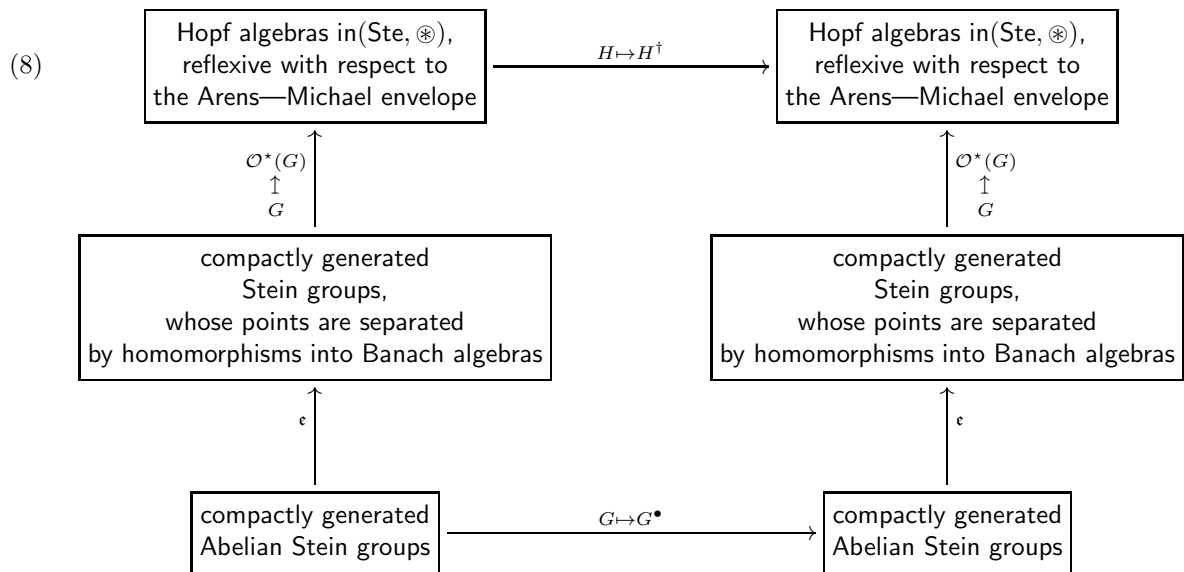 (8)
Hopf algebras in(Ste, ⊛),
reflexive with respect to
the Arens—Michael envelope
H↦H†
Hopf algebras in(Ste, ⊛),
reflexive with respect to
the Arens—Michael envelope
𝒪⋆(G)
↥
G
𝒪⋆(G)
↥
G
compactly generated
Stein groups,
whose points are separated
by homomorphisms into Banach algebras
compactly generated
Stein groups,
whose points are separated
by homomorphisms into Banach algebras
𝔢
𝔢
compactly generated
Abelian Stein groups
G↦G•
compactly generated
Abelian Stein groups